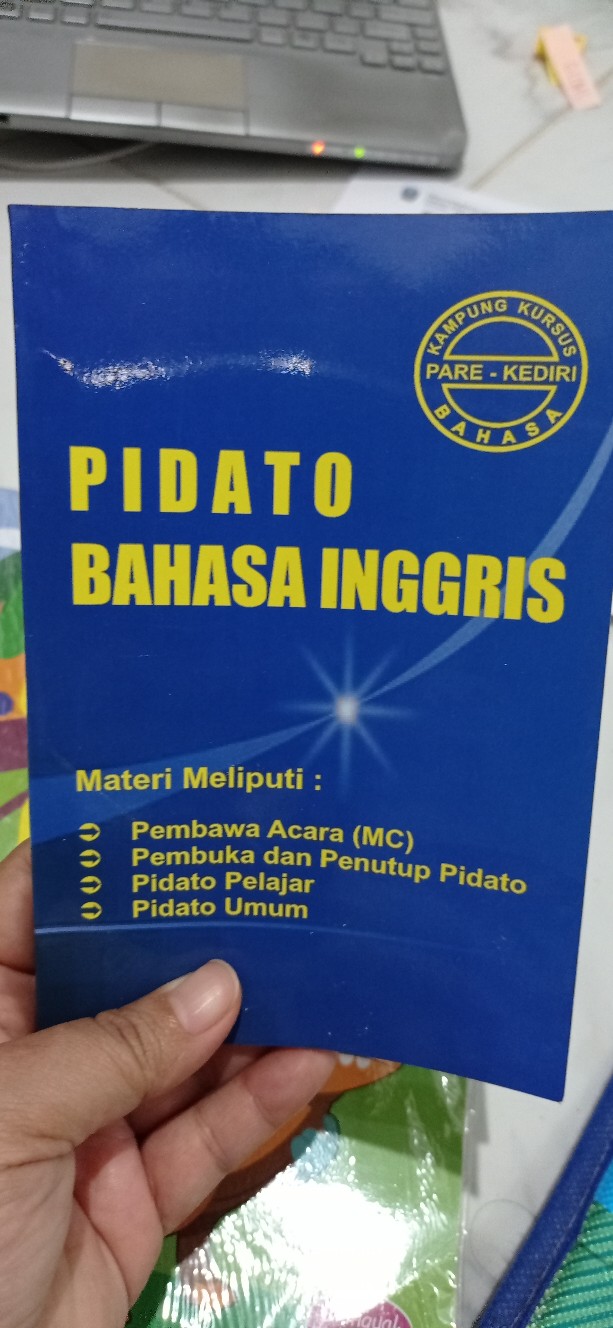 KAMPUNG KURSUS
PARE - KEDIRI
BAHASA
PIDATO
BAHASA INGGRIS
Materi Meliputi :
Pembawa Acara (MC)
Pembuka dan Penutup Pidato
Pidato Pelajar
Pidato Umum